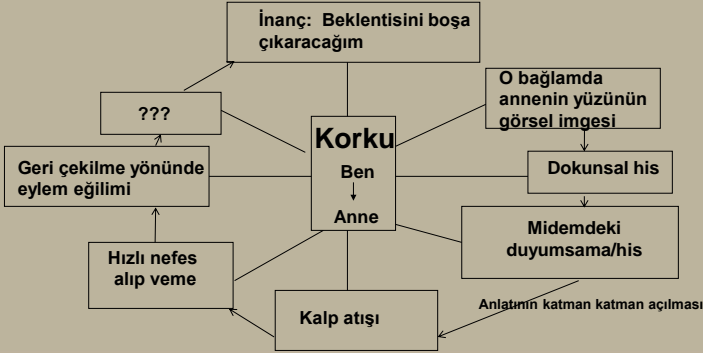 İnanç: Beklentisini boşa
çıkaracağım
O bağlamda
annenin yüzünün
görsel imgesi
???
Korku
Ben
Anne
Geri çekilme yönünde
eylem eğilimi
Dokunsal his
Midemdeki
duyumsama/his
Hızlı nefes
alıp veme
Kalp atışı
Anlatının katman katman açılması